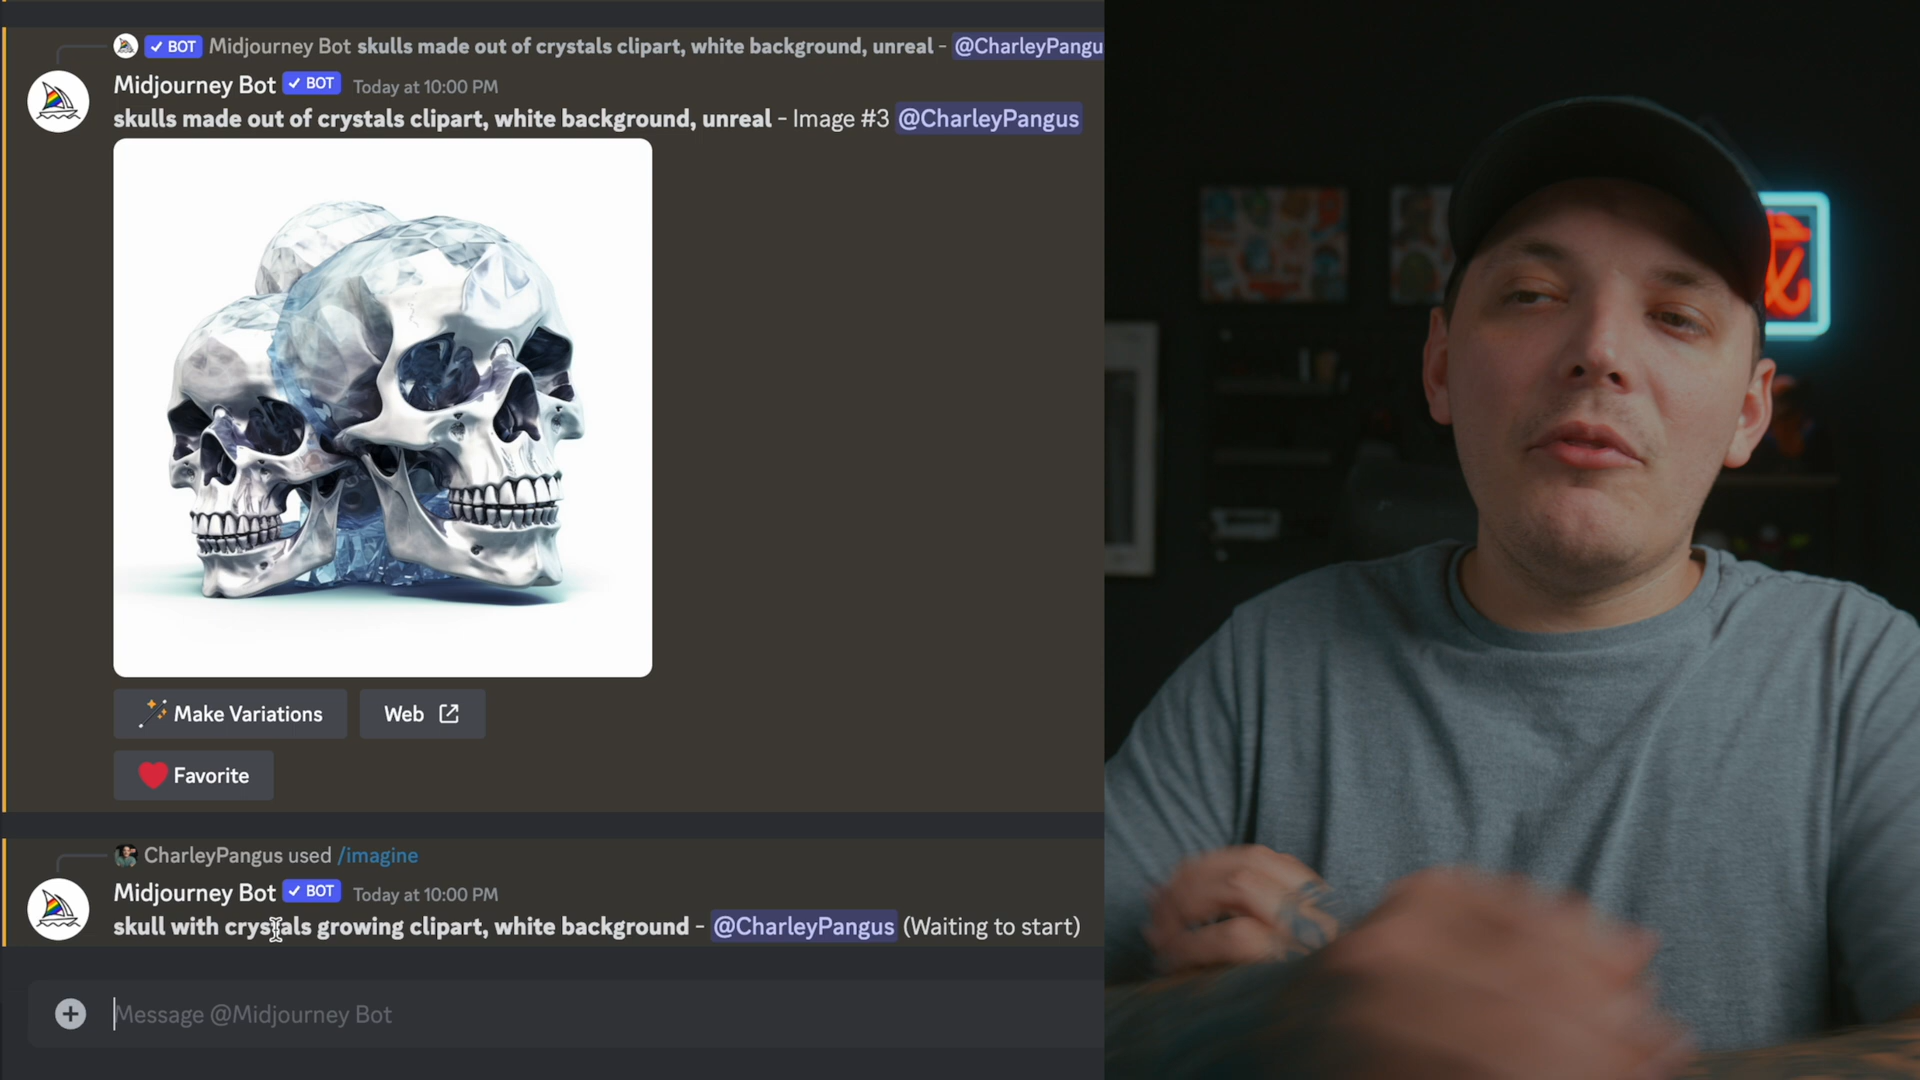 BOT Midjourney Bot skulls made out of crystals clipart, white background, unreal - @CharleyPangu
Midjourney Bot BOT Today at 10:00 PM
skulls made out of crystals clipart, white background, unreal - Image #3 @CharleyPangus
Make Variations Web
Favorite
CharleyPangus used /imagine
Midjourney Bot BOT Today at 10:00 PM
skull with crystals growing clipart, white background - @CharleyPangus (Waiting to start)
Message @Midjourney Bot